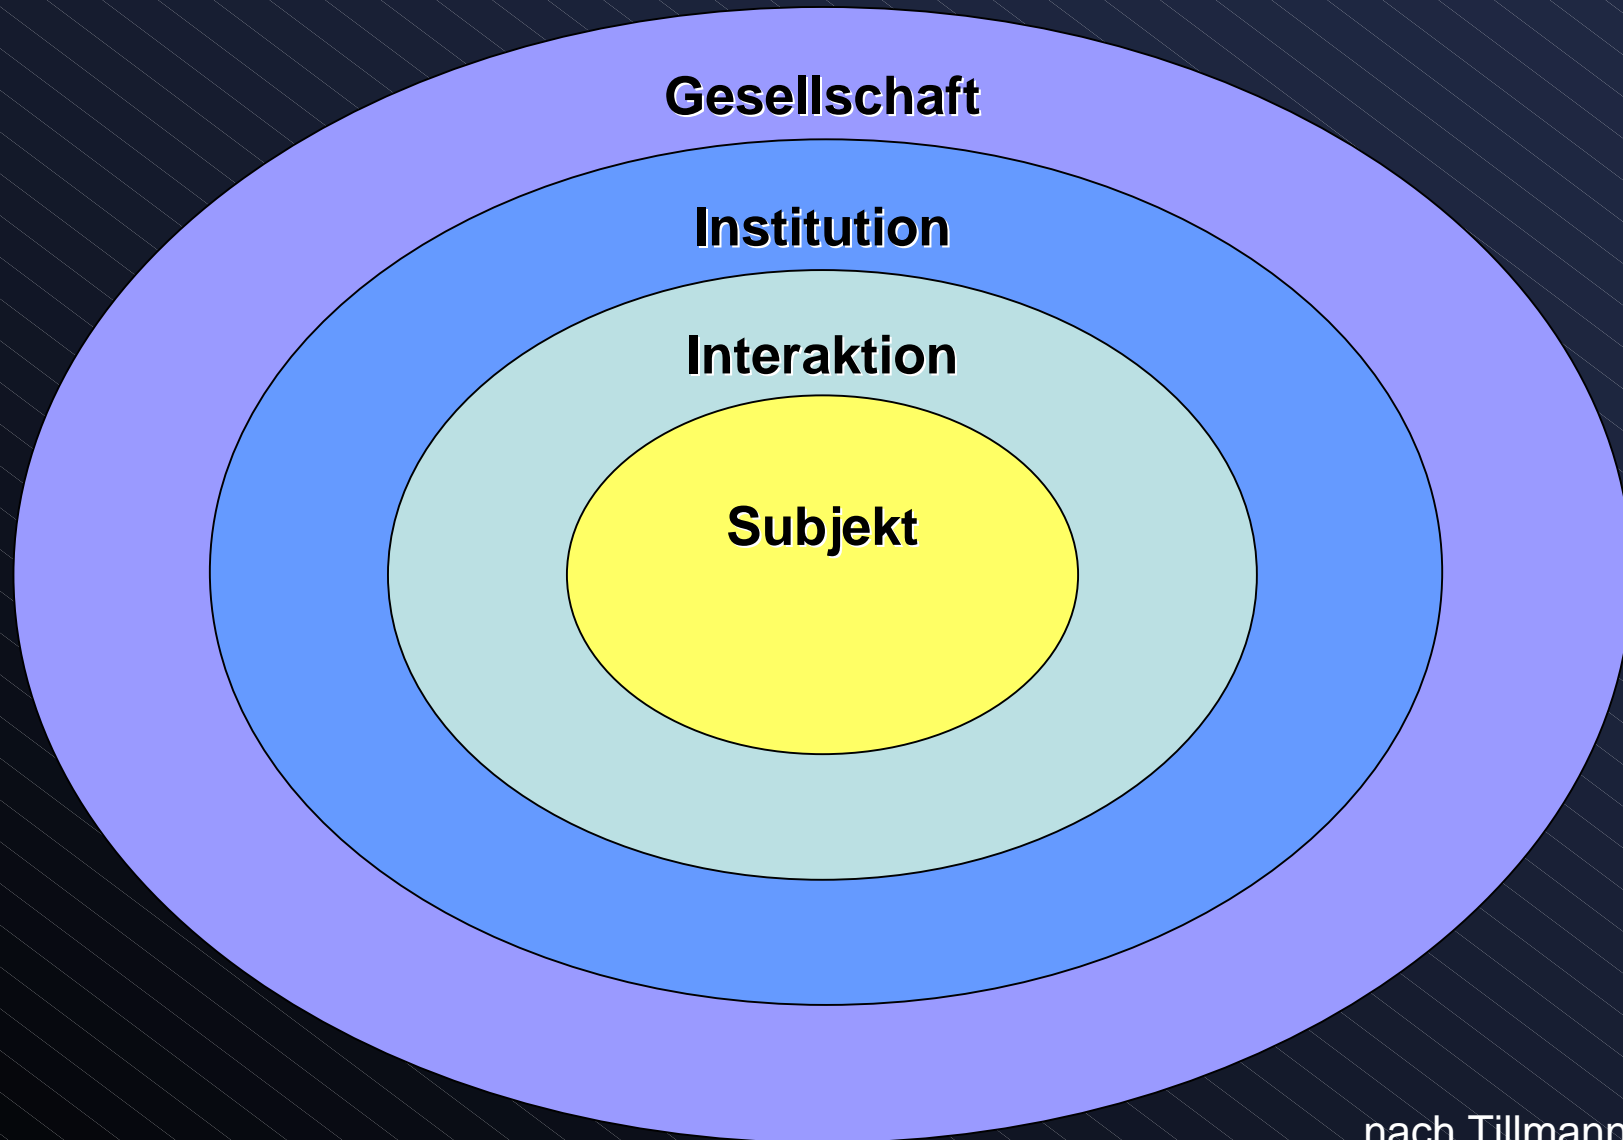 Gesellschaft
Institution
Interaktion
Subjekt
nach Tillmann